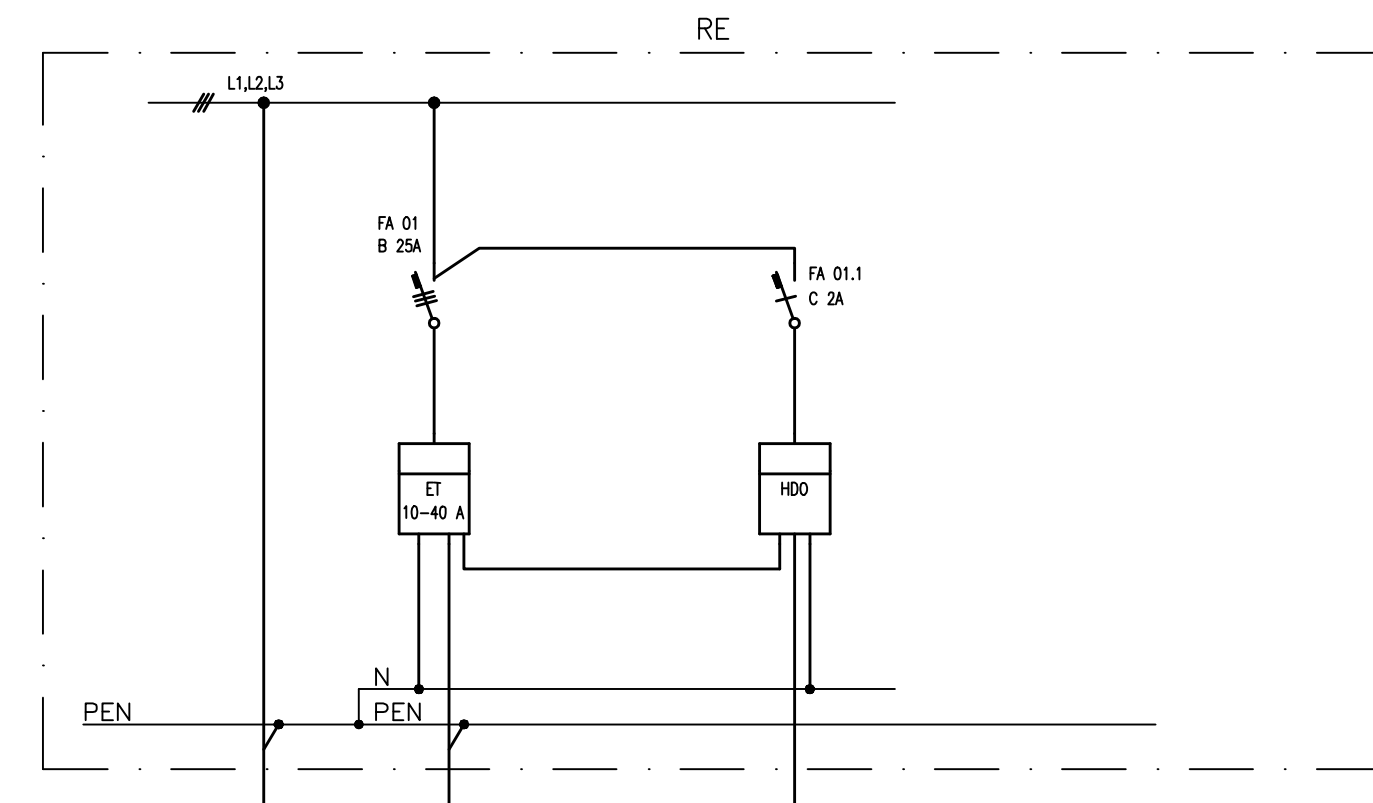 RE
L1,L2,L3
FA 01
B 25A
FA 01.1
C 2A
ET
10-40 A
HDO
N
PEN
PEN